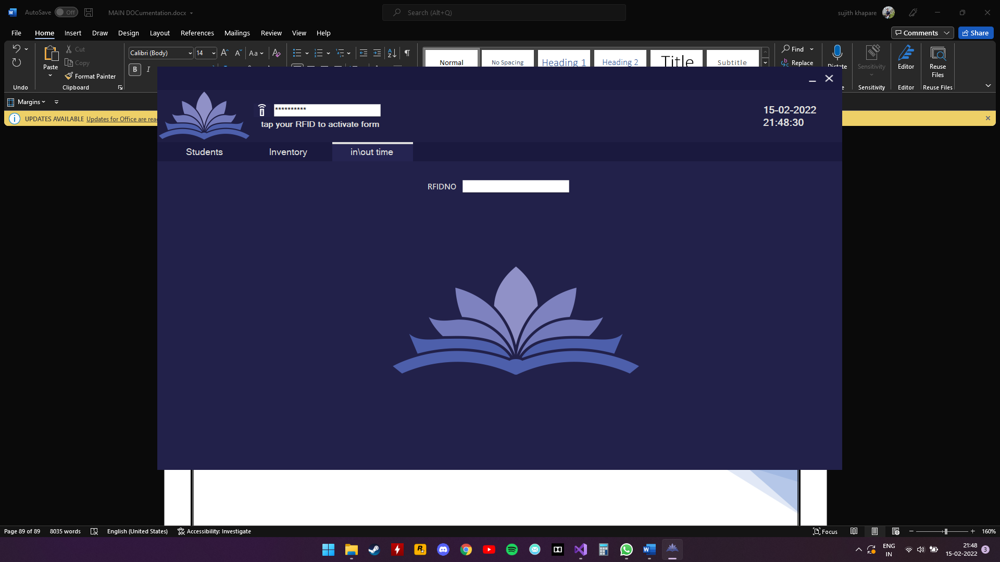 AutoSave Off MAIN DOCumentation.docx Search (Alt+Q) sujith khapare
File Home Insert Draw Design Layout References Mailings Review View Help Comments Share
Cut Calibri (Body) 14 Aa Find
Paste Copy B I Normal No Spacing Heading 1 Heading 2 Title Subtitle Replace Dictate Sensitivity Editor Reuse Files
Format Painter
Undo Clipboard Sensitivity Editor Reuse Files
Margins
UPDATES AVAILABLE Updates for Office are
********** 15-02-2022
tap your RFID to activate form 21:48:30
Students Inventory in\out time
RFIDNO
Page 89 of 89 8035 words English (United States) Accessibility: Investigate Focus 160%
ENG 21:48
IN 15-02-2022 3